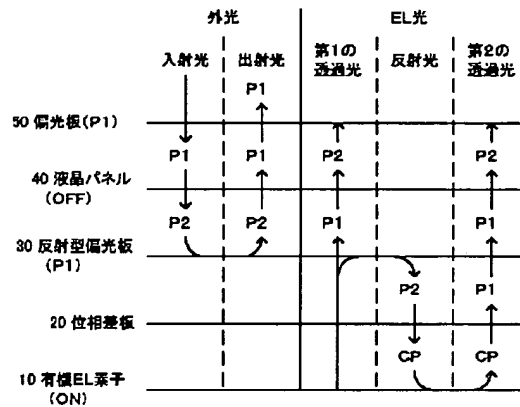 外光
EL光
入射光
出射光
第1の
透過光
反射光
第2の
透過光
P1
50 偏光板(P1)
P1
P1
P2
P2
40 液晶パネル
(OFF)
P2
P2
P1
P1
30 反射型偏光板
(P1)
P2
P1
20 位相差板
CP
CP
10 有機EL素子
(ON)